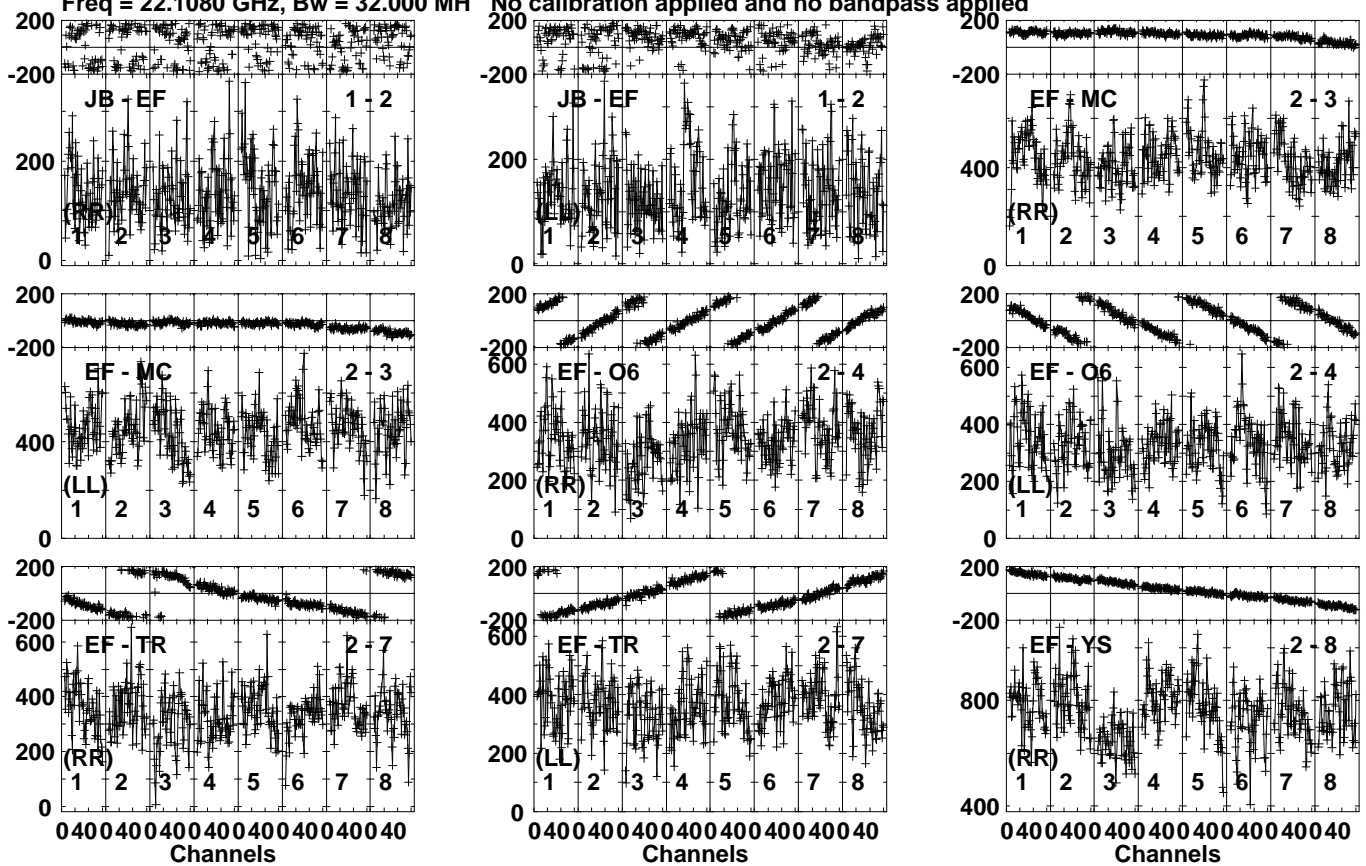 Freq = 22.1080 GHz, Bw = 32.000 MH No calibration applied and no bandpass applied
200 200 200
-200 -200 -200
JB - EF 1 - 2 JB - EF 1 - 2 EF - MC 2 - 3
200 200 400
(RR) (LL) (RR)
1 2 3 4 5 6 7 8 1 2 3 4 5 6 7 8 1 2 3 4 5 6 7 8
0 0 0
200 200 200
-200 -200 -200
600 600
EF - MC 2 - 3 EF - O6 2 - 4 EF - O6 2 - 4
400 400 400
200 200
(LL) (RR) (LL)
1 2 3 4 5 6 7 8 1 2 3 4 5 6 7 8 1 2 3 4 5 6 7 8
0 0 0
200 200 200
-200 -200 -200
600 600
EF - TR 2 - 7 EF - TR 2 - 7 EF - YS 2 - 8
400 400 800
200 200
(RR) (LL) (RR)
1 2 3 4 5 6 7 8 1 2 3 4 5 6 7 8 1 2 3 4 5 6 7 8
0 0 400
0 40 0 40 0 40 0 40 0 40 0 40 0 40 0 40 0 40 0 40 0 40 0 40 0 40 0 40 0 40 0 40 0 40 0 40 0 40 0 40 0 40 0 40 0 40 0 40
Channels Channels Channels